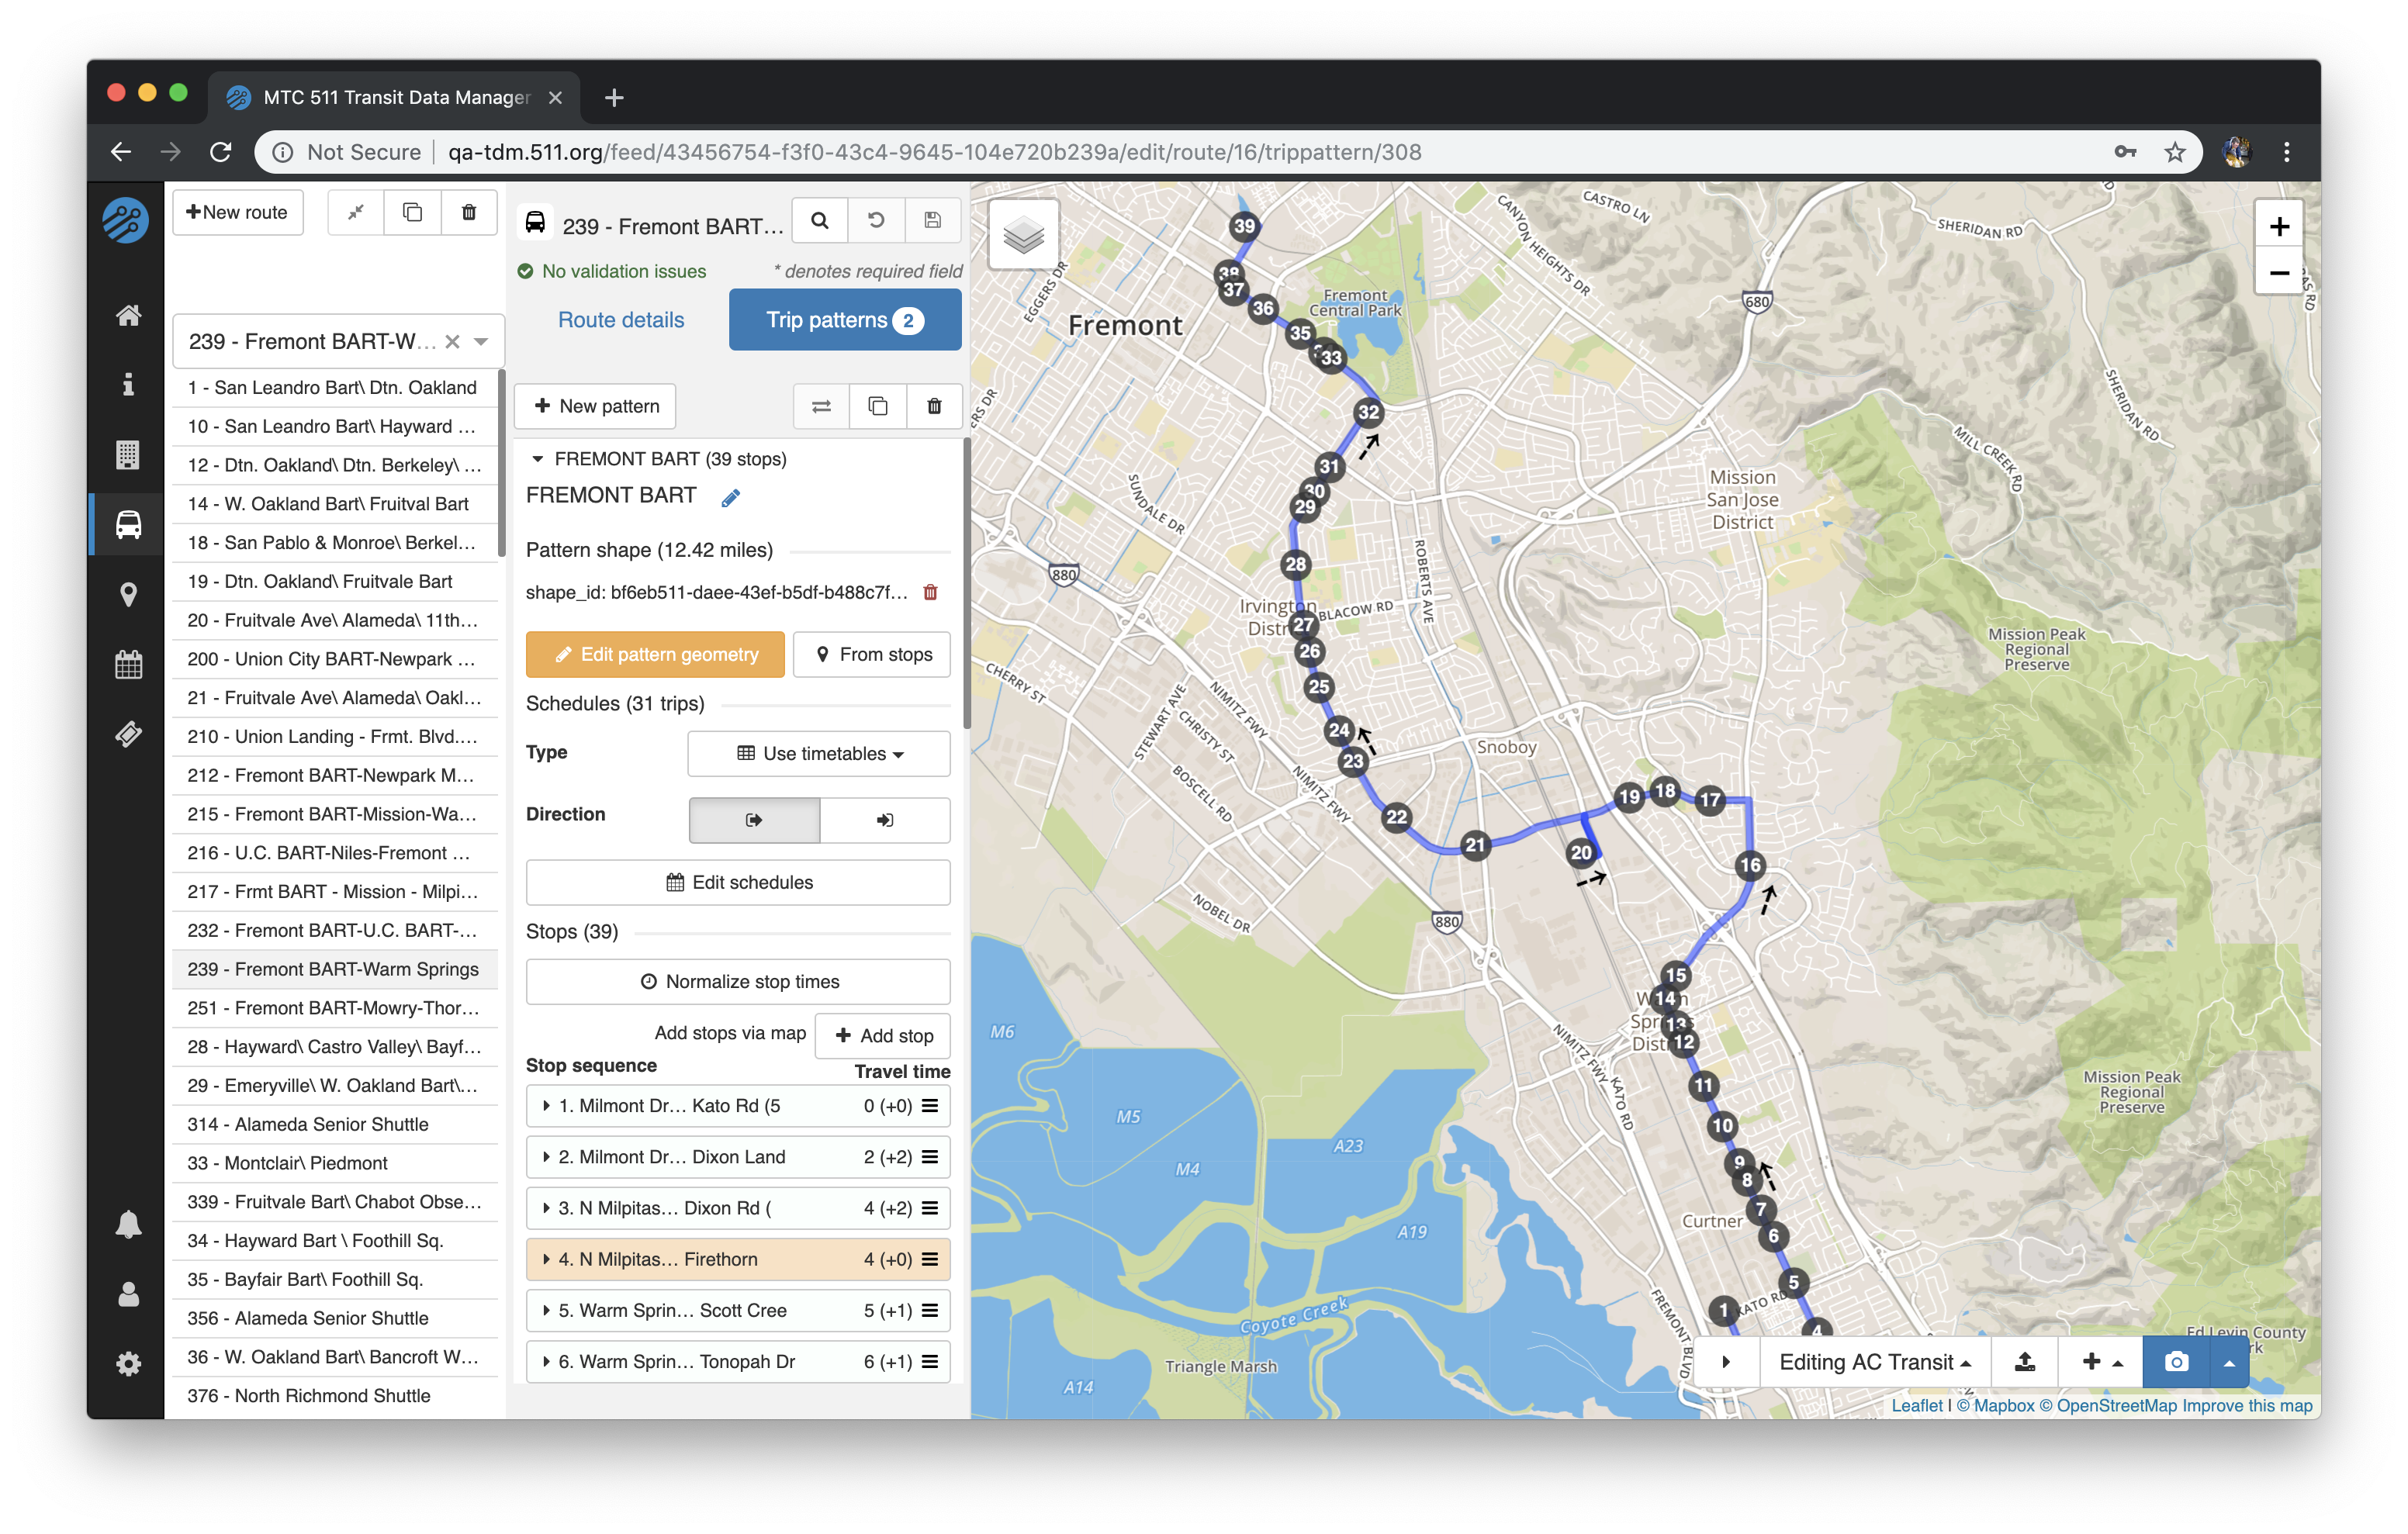 MTC 511 Transit Data Manager
Not Secure
qa-tdm.511.org/feed/43456754-f3f0-43c4-9645-104e720b239a/edit/route/16/trippattern/308
+New route
239 - Fremont BART-W...
1 - San Leandro Bart\ Dtn. Oakland
10 - San Leandro Bart\ Hayward ...
12 - Dtn. Oakland\ Dtn. Berkeley\ ...
14 - W. Oakland Bart\ Fruitval Bart
18 - San Pablo & Monroe\ Berkel...
19 - Dtn. Oakland\ Fruitvale Bart
20 - Fruitvale Ave\ Alameda\ 11th...
200 - Union City BART-Newpark ...
21 - Fruitvale Ave\ Alameda\ Oakl...
210 - Union Landing - Frmt. Blvd....
212 - Fremont BART-Newpark M...
215 - Fremont BART-Mission-Wa...
216 - U.C. BART-Niles-Fremont ...
217 - Frmt BART - Mission - Milpi...
232 - Fremont BART-U.C. BART-...
239 - Fremont BART-Warm Springs
251 - Fremont BART-Mowry-Thor...
28 - Hayward\ Castro Valley\ Bayf...
29 - Emeryville\ W. Oakland Bart\...
314 - Alameda Senior Shuttle
33 - Montclair\ Piedmont
339 - Fruitvale Bart\ Chabot Obse...
34 - Hayward Bart \ Foothill Sq.
35 - Bayfair Bart\ Foothill Sq.
356 - Alameda Senior Shuttle
36 - W. Oakland Bart\ Bancroft W...
376 - North Richmond Shuttle
239 - Fremont BART...
No validation issues
* denotes required field
Route details
Trip patterns 2
+ New pattern
FREMONT BART (39 stops)
FREMONT BART
Pattern shape (12.42 miles)
shape_id: bf6eb511-daee-43ef-b5df-b488c7f...
Edit pattern geometry
From stops
Schedules (31 trips)
Type
Use timetables
Direction
Edit schedules
Stops (39)
Normalize stop times
Add stops via map
+ Add stop
Stop sequence
Travel time
1. Milmont Dr... Kato Rd (5 0 (+0)
2. Milmont Dr... Dixon Land 2 (+2)
3. N Milpitas... Dixon Rd ( 4 (+2)
4. N Milpitas... Firethorn 4 (+0)
5. Warm Sprin... Scott Cree 5 (+1)
6. Warm Sprin... Tonopah Dr 6 (+1)
+
−
CASTRO LN
CANYON HEIGHTS DR
SHERIDAN RD
SHERIDAN RD
EGGERS DR
Fremont
Fremont
Central Park
680
39
38
37
36
35
33
32
31
30
29
28
27
26
25
24
23
22
21
20
19
18
17
16
15
14
13
12
11
10
9
8
7
6
5
4
1
MILL CREEK RD
Mission
San Jose
District
SUNDALE DR
ROBERTS AVE
880
BLACOW RD
CHERRY ST
STEWART AVE
CHRISTY ST
NIMITZ FWY
BOSCELL RD
NIMITZ FWY
Snoboy
Mission Peak
Regional
Preserve
NOBEL DR
880
NIMITZ FWY
KATO RD
Mission Peak
Regional
Preserve
M6
M5
M4
A23
A19
A14
Coyote Creek
Triangle Marsh
Curtner
KATO RD
FREMONT BLVD
Ed Levin County
Editing AC Transit
Leaflet | © Mapbox © OpenStreetMap Improve this map